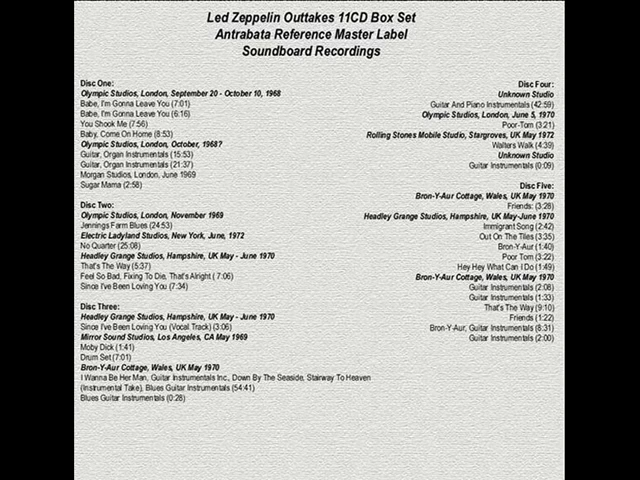 Led Zeppelin Outtakes 11CD Box Set
Antrabata Reference Master Label
Soundboard Recordings
Disc One:
Olympic Studios, London, September 20 - October 10, 1968
Babe, I'm Gonna Leave You (7:01)
Babe, I'm Gonna Leave You (6:16)
You Shook Me (7:56)
Baby, Come On Home (8:53)
Olympic Studios, London, October, 1968?
Guitar, Organ Instrumentals (15:53)
Guitar, Organ Instrumentals (21:37)
Morgan Studios, London, June 1969
Sugar Mama (2:58)
Disc Two:
Olympic Studios, London, November 1969
Jennings Farm Blues (24:53)
Electric Ladyland Studios, New York, June, 1972
No Quarter (25:08)
Headley Grange Studios, Hampshire, UK May - June 1970
That's The Way (5:37)
Feel So Bad, Fixing To Die, That's Alright ( 7:06)
Since I've Been Loving You (7:34)
Disc Three:
Headley Grange Studios, Hampshire, UK May - June 1970
Since I've Been Loving You (Vocal Track) (3:06)
Mirror Sound Studios, Los Angeles, CA May 1969
Moby Dick (1:41)
Drum Set (7:01)
Bron-Y-Aur Cottage, Wales, UK May 1970
I Wanna Be Her Man, Guitar Instrumentals Inc., Down By The Seaside, Stairway To Heaven
(Instrumental Take), Blues Guitar Instrumentals (54:41)
Blues Guitar Instrumentals (0:28)
Disc Four:
Unknown Studio
Guitar And Piano Instrumentals (42:59)
Olympic Studios, London, June 5, 1970
Poor-Tom (3:21)
Rolling Stones Mobile Studio, Stargroves, UK May 1972
Walters Walk (4:39)
Unknown Studio
Guitar Instrumentals (0:09)
Disc Five:
Bron-Y-Aur Cottage, Wales, UK May 1970
Friends: (3:28)
Headley Grange Studios, Hampshire, UK May-June 1970
Immigrant Song (2:42)
Out On The Tiles (3:35)
Bron-Y-Aur (1:40)
Poor Tom (3:22)
Hey Hey What Can I Do (1:49)
Bron-Y-Aur Cottage, Wales, UK May 1970
Guitar Instrumentals (2:08)
Guitar Instrumentals (1:33)
That's The Way (9:10)
Friends (1:22)
Bron-Y-Aur, Guitar Instrumentals (8:31)
Guitar Instrumentals (2:00)